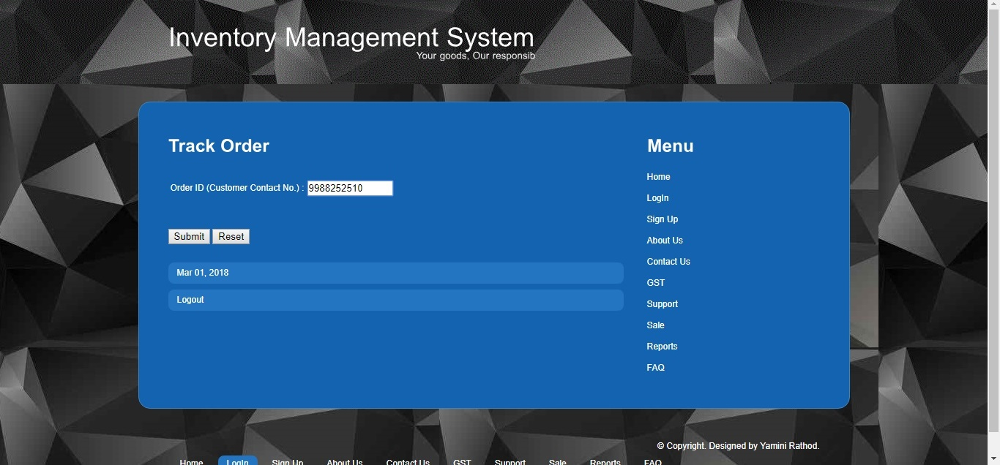 Inventory Management System
Your goods, Our responsib
Track Order
Order ID (Customer Contact No.) : 9988252510
Submit Reset
Mar 01, 2018
Logout
Menu
Home
LogIn
Sign Up
About Us
Contact Us
GST
Support
Sale
Reports
FAQ
© Copyright. Designed by Yamini Rathod.
Home LogIn Sign Up About Us Contact Us GST Support Sale Reports FAQ